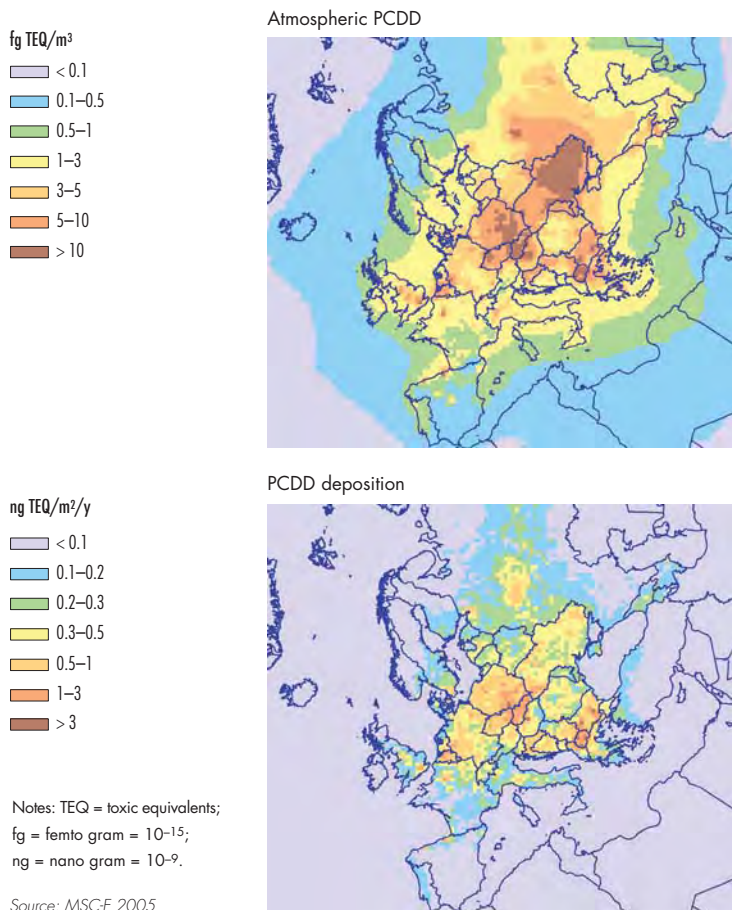 Atmospheric PCDD
fg TEQ/m³
< 0.1
0.1–0.5
0.5–1
1–3
3–5
5–10
> 10
PCDD deposition
ng TEQ/m²/y
< 0.1
0.1–0.2
0.2–0.3
0.3–0.5
0.5–1
1–3
> 3
Notes: TEQ = toxic equivalents;
fg = femto gram = 10⁻¹⁵;
ng = nano gram = 10⁻⁹.
Source: MSC-E 2005